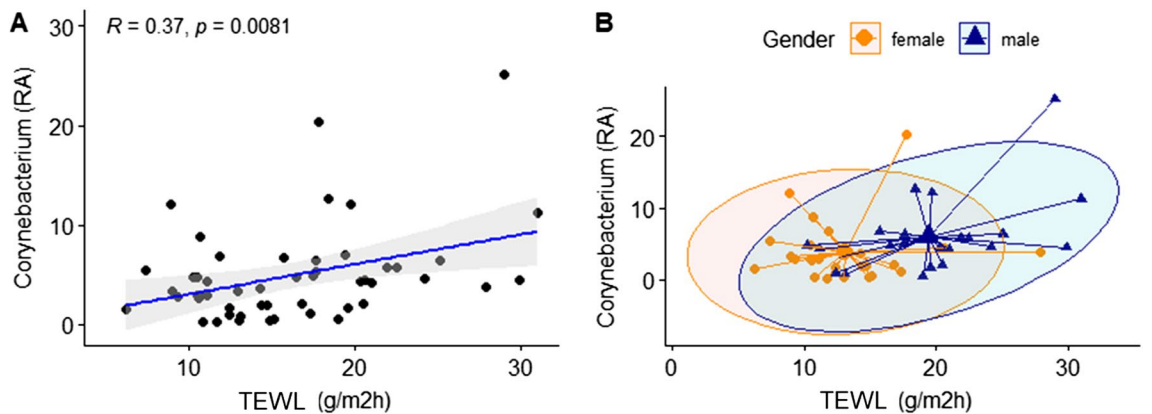 A
R = 0.37, p = 0.0081
Corynebacterium (RA)
30
20
10
0
10 20 30
TEWL (g/m2h)
B
Gender female male
Corynebacterium (RA)
20
10
0
0 10 20 30
TEWL (g/m2h)